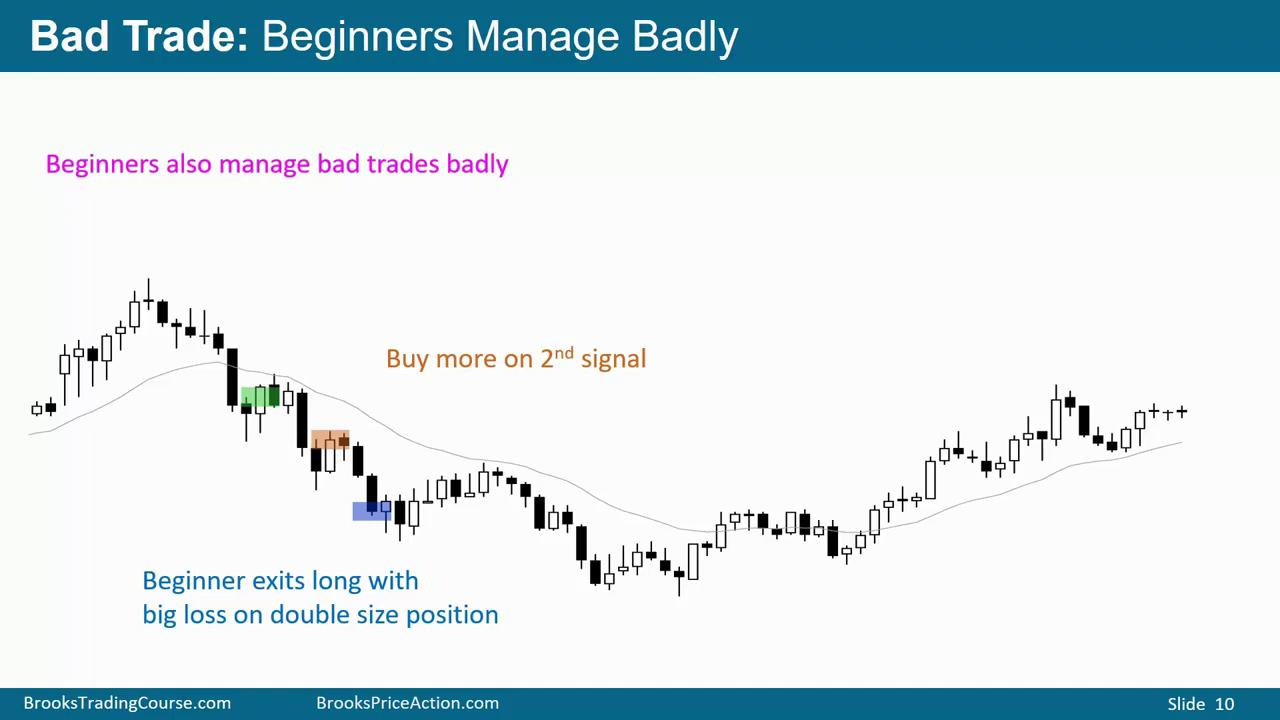 Bad Trade: Beginners Manage Badly
Beginners also manage bad trades badly
Buy more on 2nd signal
Beginner exits long with
big loss on double size position
BrooksTradingCourse.com
BrooksPriceAction.com
Slide 10